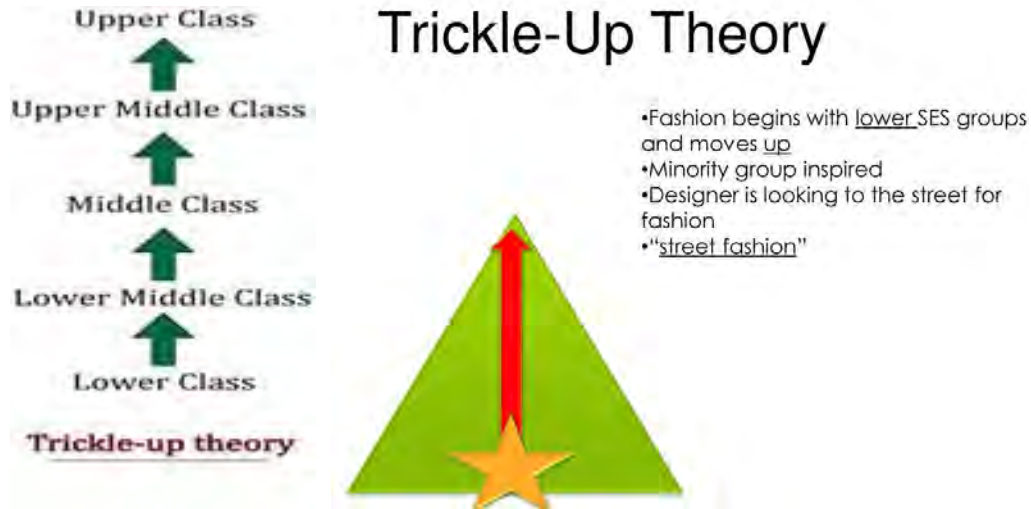 Trickle-Up Theory
Upper Class
Upper Middle Class
Middle Class
Lower Middle Class
Lower Class
Trickle-up theory
•Fashion begins with lower SES groups
and moves up
•Minority group inspired
•Designer is looking to the street for
fashion
•“street fashion”